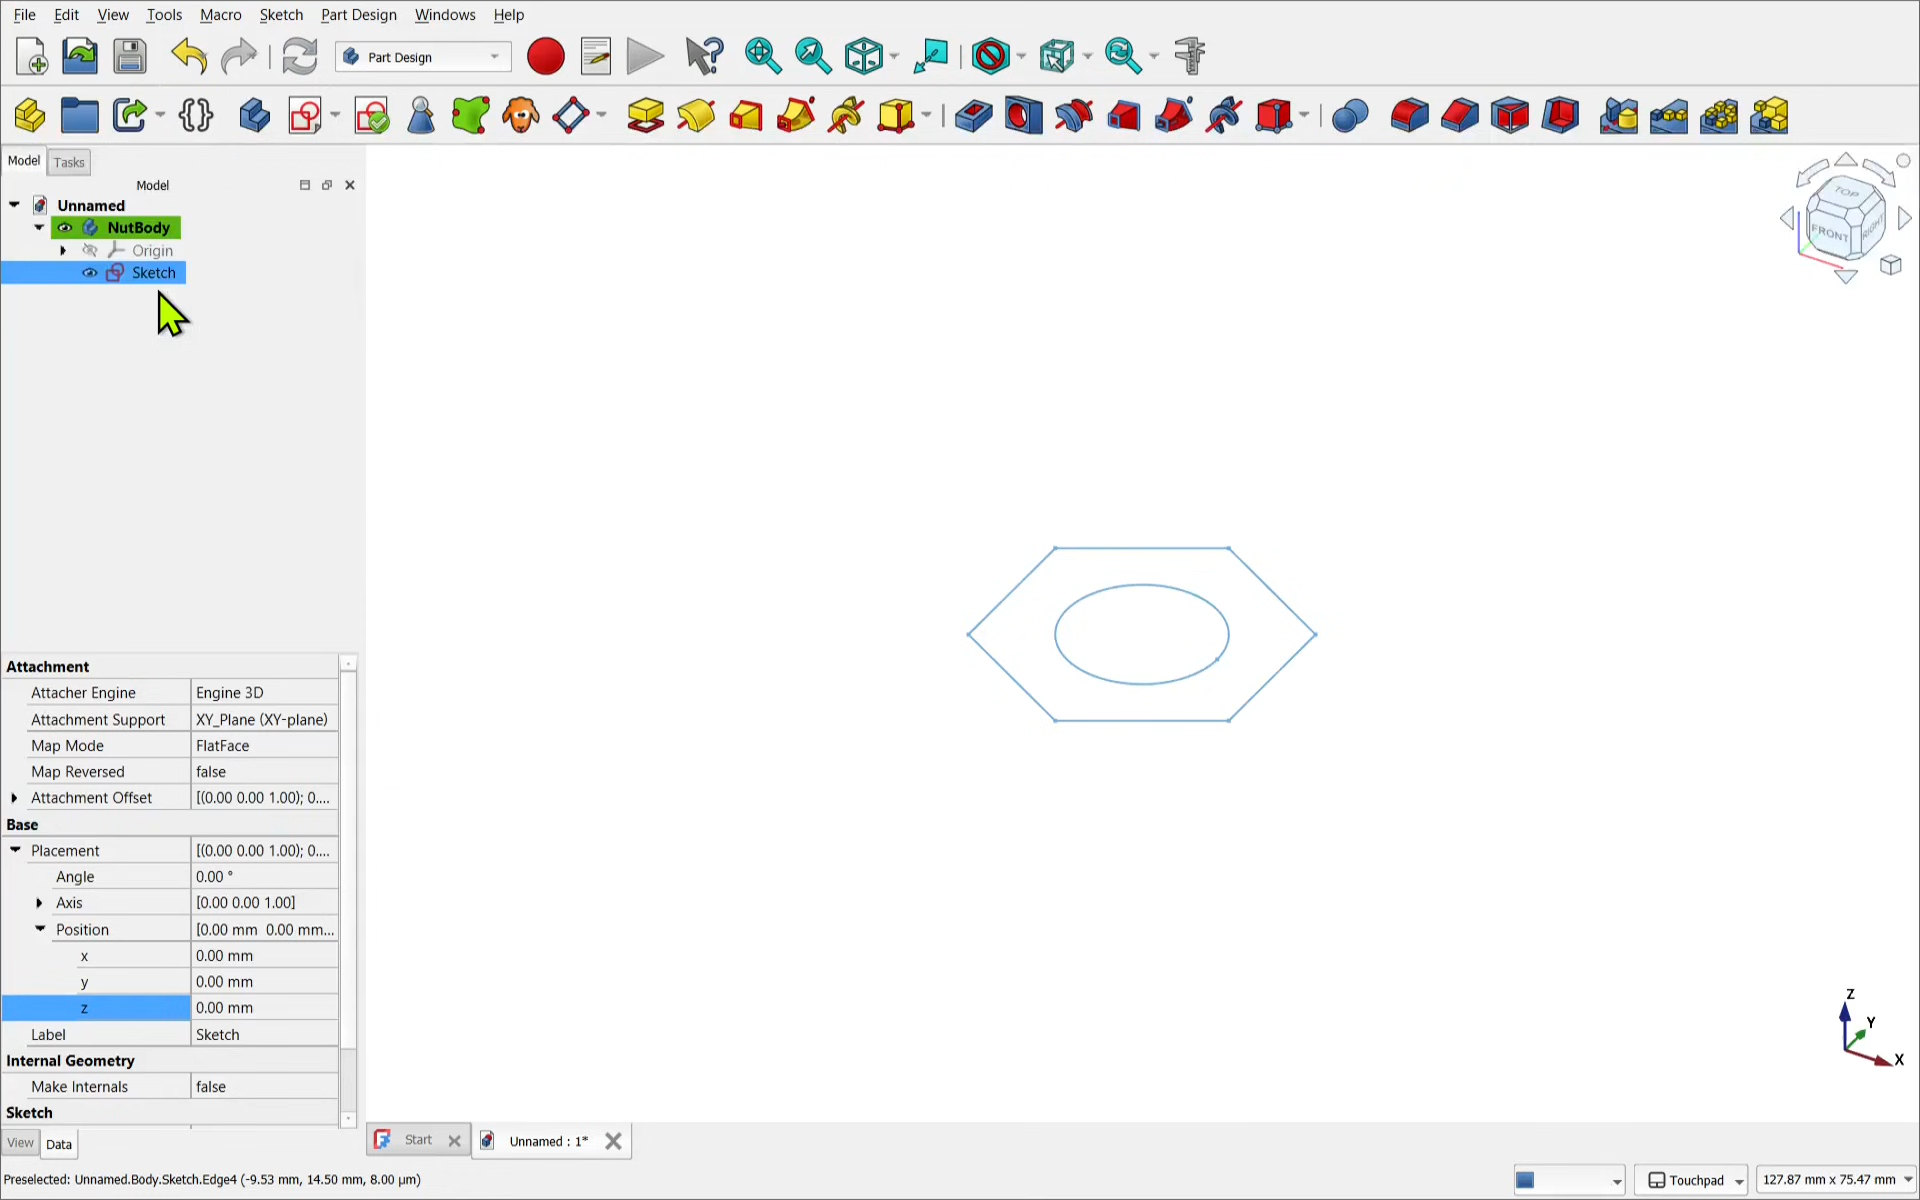 File Edit View Tools Macro Sketch Part Design Windows Help
Part Design
Model Tasks
Model
Unnamed
NutBody
Origin
Sketch
TOP
FRONT
RIGHT
Attachment
Attacher Engine Engine 3D
Attachment Support XY_Plane (XY-plane)
Map Mode FlatFace
Map Reversed false
Attachment Offset [(0.00 0.00 1.00); 0....
Base
Placement [(0.00 0.00 1.00); 0....
Angle 0.00 °
Axis [0.00 0.00 1.00]
Position [0.00 mm 0.00 mm...
x 0.00 mm
y 0.00 mm
z 0.00 mm
Label Sketch
Internal Geometry
Make Internals false
Sketch
Z
Y
X
View Data
Start Unnamed : 1*
Preselected: Unnamed.Body.Sketch.Edge4 (-9.53 mm, 14.50 mm, 8.00 µm)
Touchpad 127.87 mm x 75.47 mm